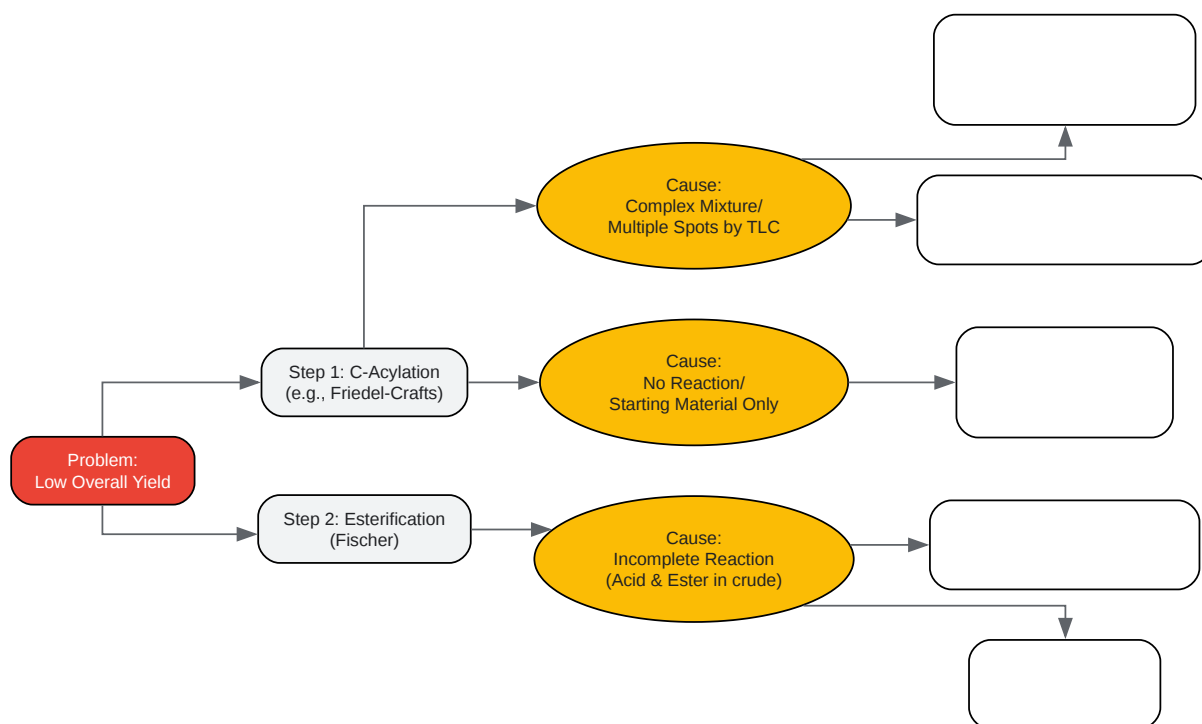 Cause:
Complex Mixture/
Multiple Spots by TLC
Step 1: C-Acylation
(e.g., Friedel-Crafts)
Cause:
No Reaction/
Starting Material Only
Problem:
Low Overall Yield
Step 2: Esterification
(Fischer)
Cause:
Incomplete Reaction
(Acid & Ester in crude)